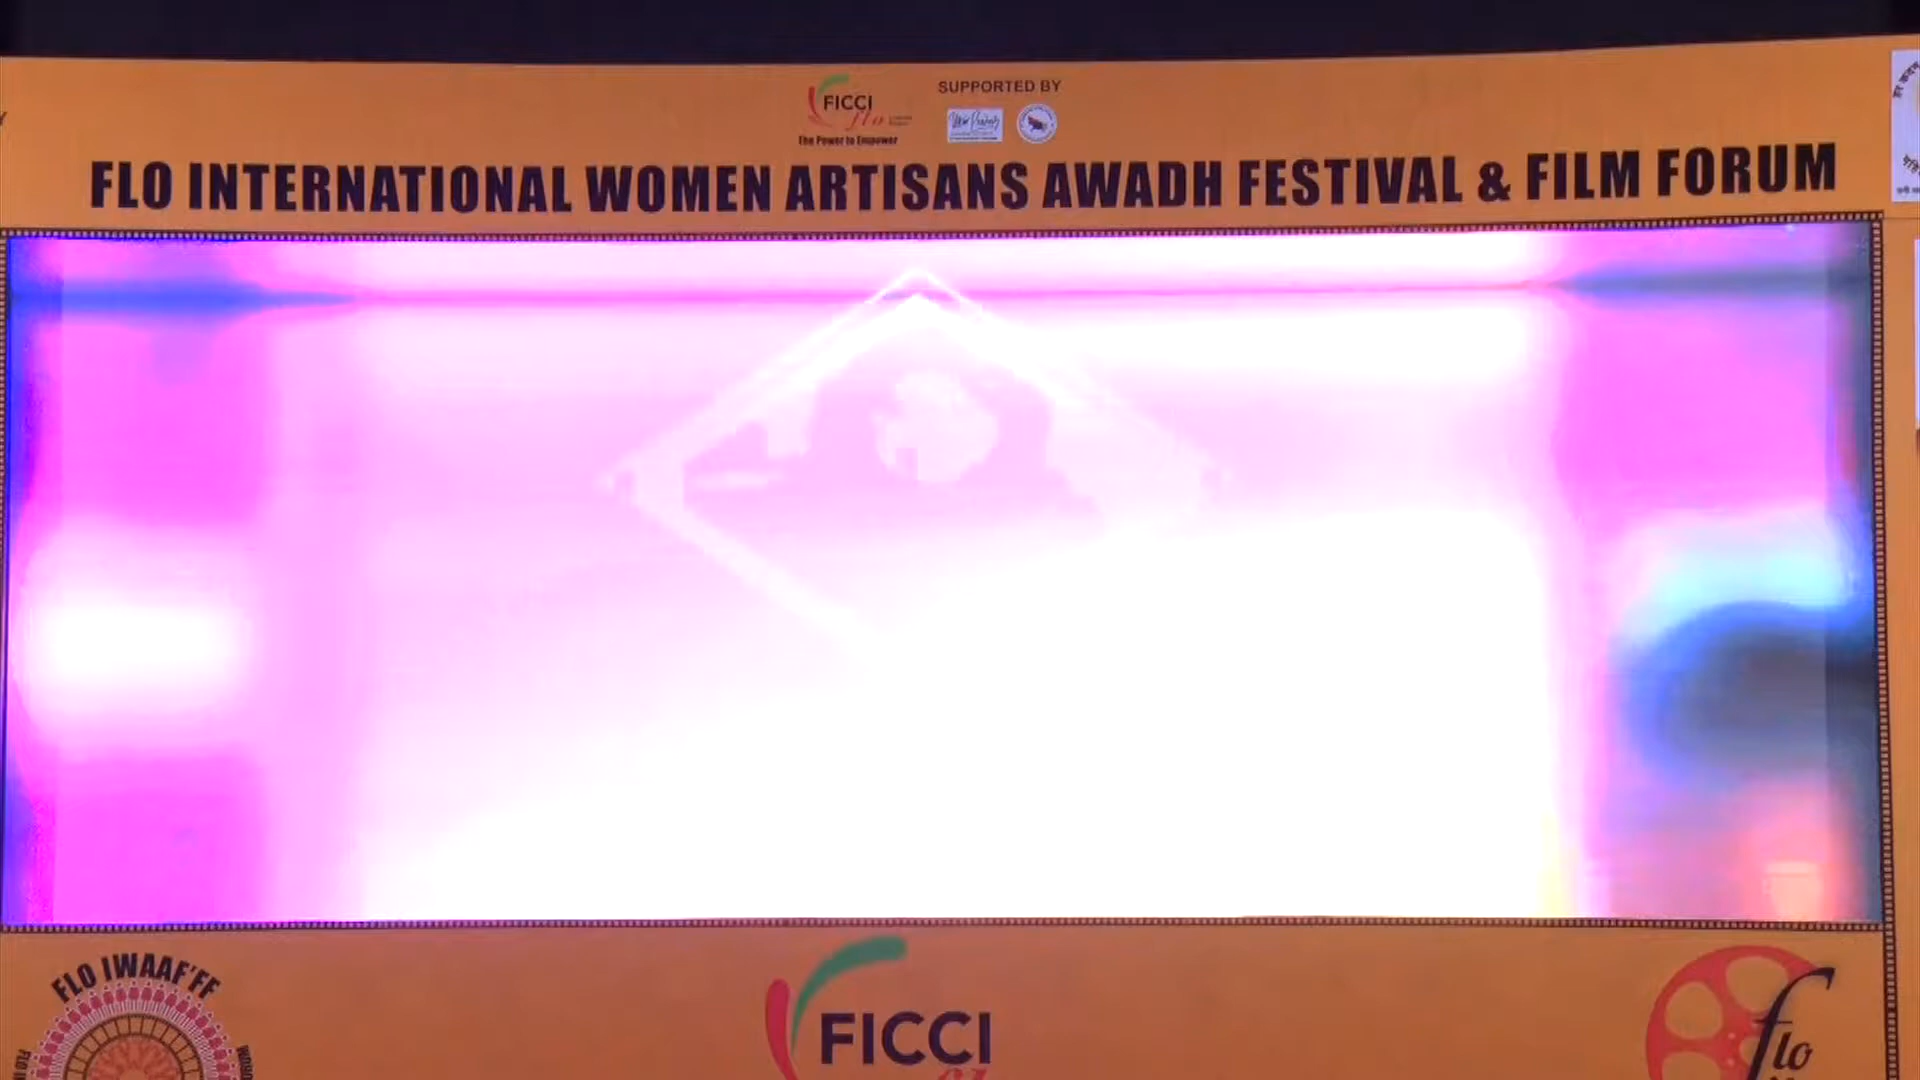 FICCI
flo
The Power to Empower
SUPPORTED BY
FLO INTERNATIONAL WOMEN ARTISANS AWADH FESTIVAL & FILM FORUM
FLO IWAAF'FF
FICCI
flo